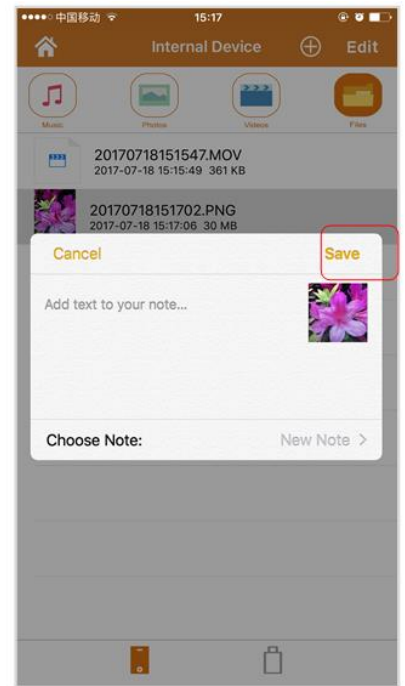 中国移动 15:17
Internal Device Edit
Music Photos Videos Files
20170718151547.MOV
2017-07-18 15:15:49 361 KB
20170718151702.PNG
2017-07-18 15:17:06 30 MB
Cancel Save
Add text to your note...
Choose Note: New Note >